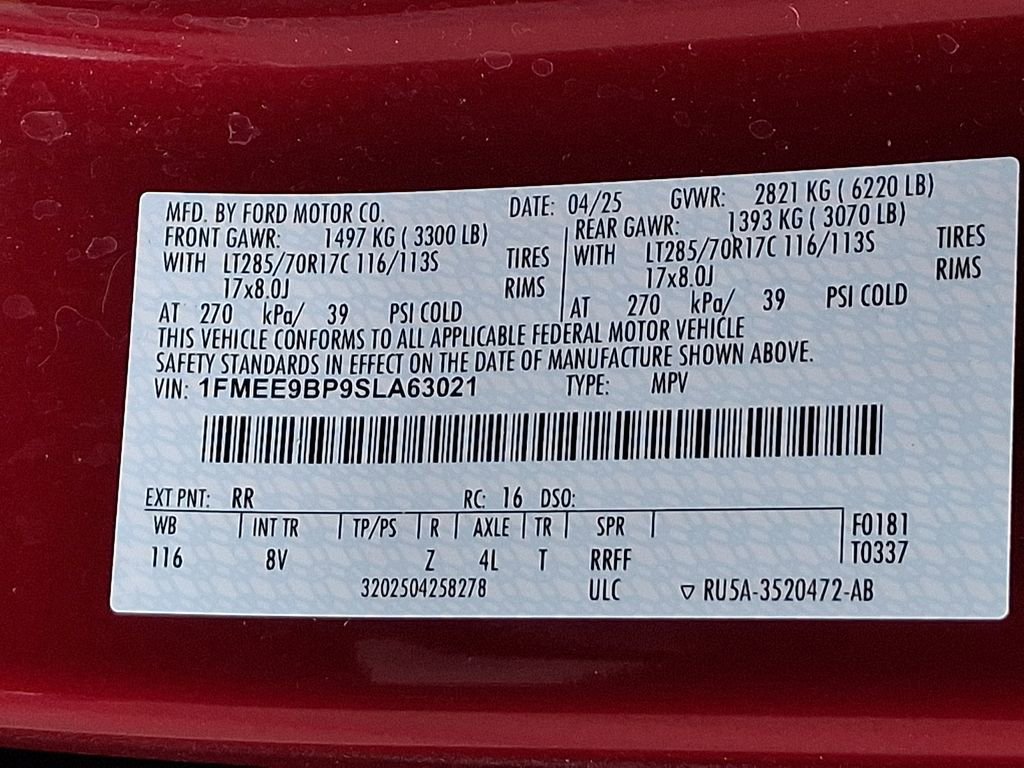 MFD. BY FORD MOTOR CO. DATE: 04/25 GVWR: 2821 KG ( 6220 LB)
FRONT GAWR: 1497 KG ( 3300 LB) REAR GAWR: 1393 KG ( 3070 LB)
WITH LT285/70R17C 116/113S TIRES WITH LT285/70R17C 116/113S TIRES
17x8.0J RIMS 17x8.0J RIMS
AT 270 kPa/ 39 PSI COLD AT 270 kPa/ 39 PSI COLD
THIS VEHICLE CONFORMS TO ALL APPLICABLE FEDERAL MOTOR VEHICLE
SAFETY STANDARDS IN EFFECT ON THE DATE OF MANUFACTURE SHOWN ABOVE.
VIN: 1FMEE9BP9SLA63021 TYPE: MPV
EXT PNT: RR RC: 16 DSO:
WB INT TR TP/PS R AXLE TR SPR F0181
116 8V Z 4L T RRFF T0337
3202504258278 ULC ▽ RU5A-3520472-AB